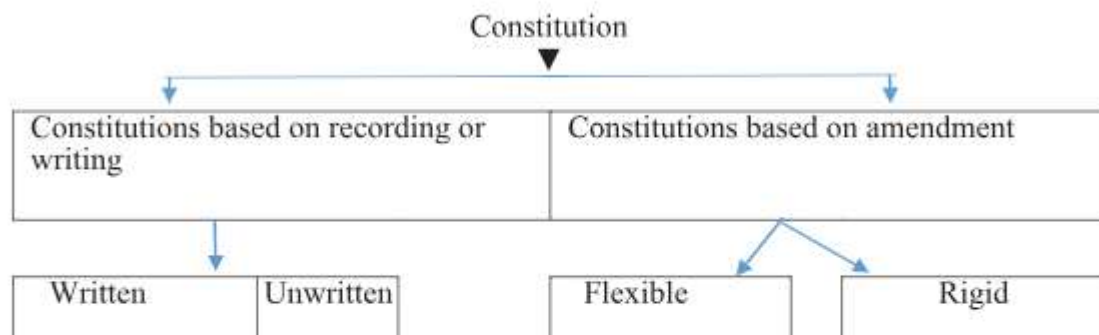 Constitution
Constitutions based on recording or
writing
Constitutions based on amendment
Written
Unwritten
Flexible
Rigid